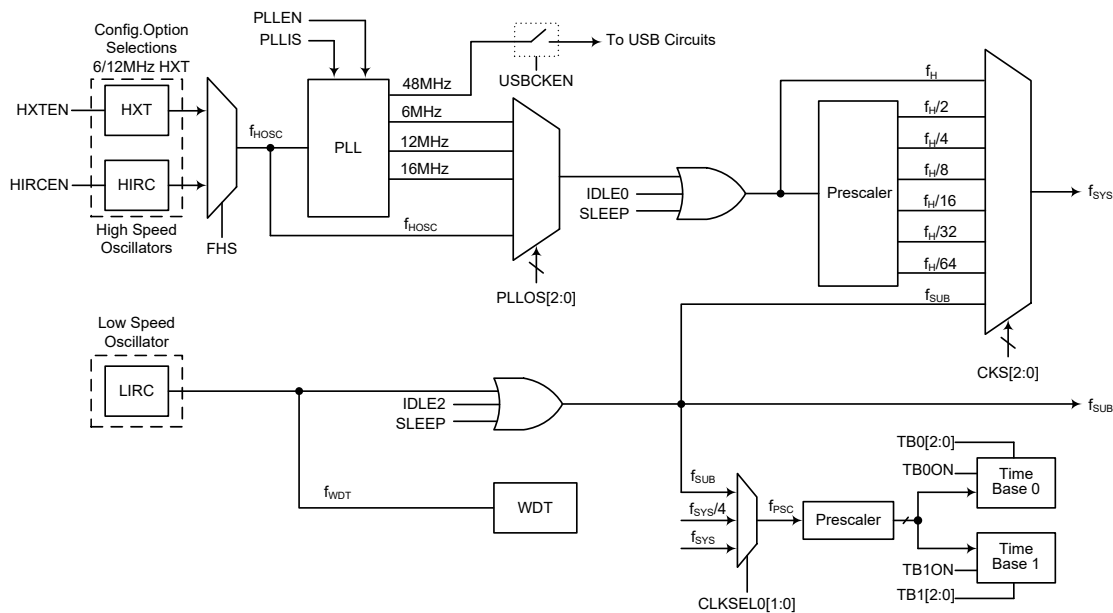 Config.Option
Selections
6/12MHz HXT
HXTEN
HXT
HIRCEN
HIRC
High Speed
Oscillators
FHS
fHOSC
PLLEN
PLLIS
PLL
48MHz
6MHz
12MHz
16MHz
fHOSC
USBCKEN
To USB Circuits
PLLOS[2:0]
IDLE0
SLEEP
Prescaler
fH
fH/2
fH/4
fH/8
fH/16
fH/32
fH/64
fSUB
CKS[2:0]
fSYS
Low Speed
Oscillator
LIRC
IDLE2
SLEEP
fSUB
fWDT
WDT
fSUB
fSYS/4
fSYS
CLKSEL0[1:0]
fPSC
Prescaler
TB0[2:0]
TB0ON
Time
Base 0
Time
Base 1
TB1ON
TB1[2:0]